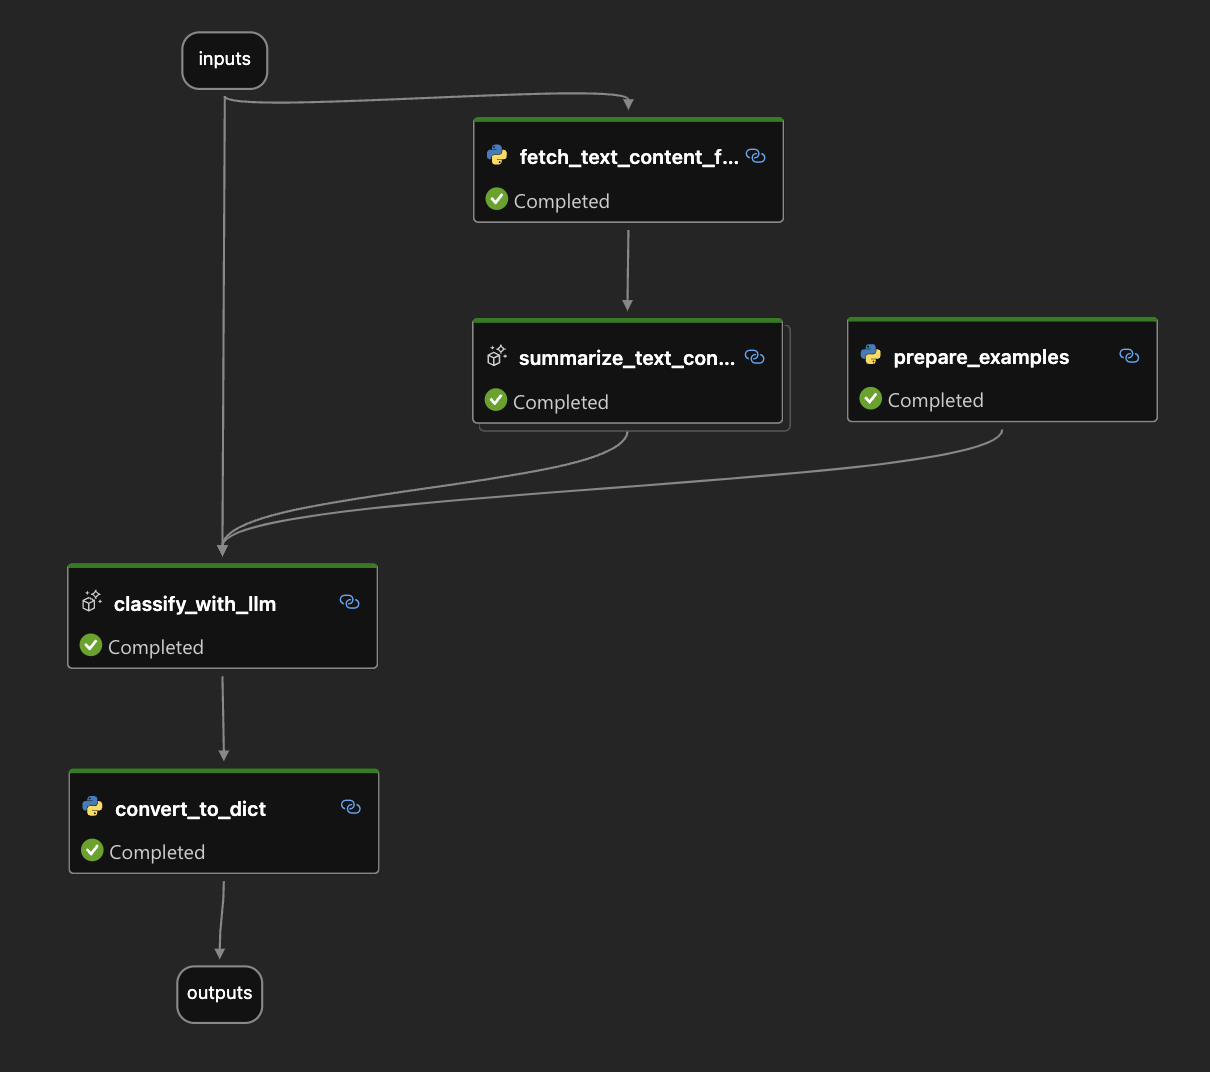 inputs
fetch_text_content_f...
Completed
summarize_text_con...
Completed
prepare_examples
Completed
classify_with_llm
Completed
convert_to_dict
Completed
outputs